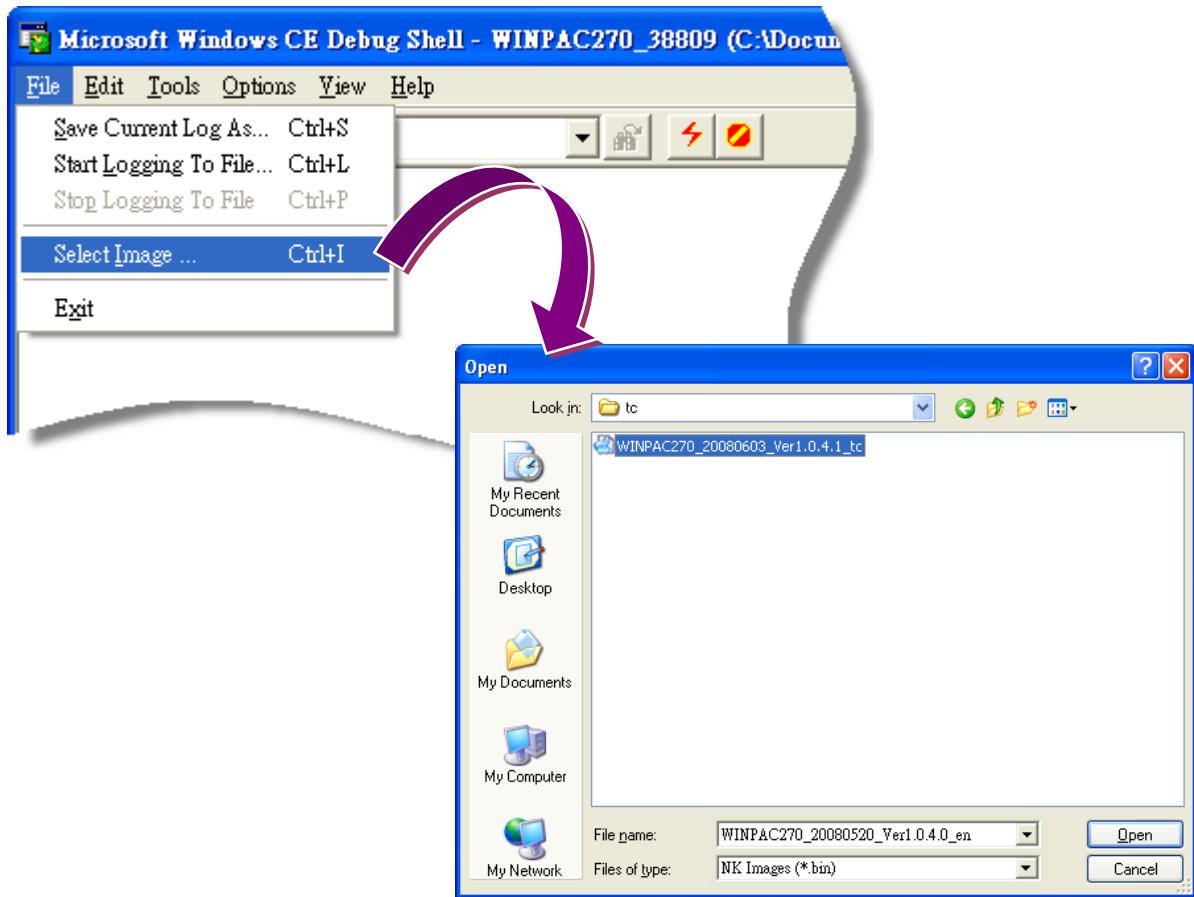 Microsoft Windows CE Debug Shell - WINPAC270_38809 (C:\Docum
File Edit Tools Options View Help
Save Current Log As... Ctrl+S
Start Logging To File... Ctrl+L
Stop Logging To File Ctrl+P
Select Image ... Ctrl+I
Exit
Open
Look in: tc
WINPAC270_20080603_Ver1.0.4.1_tc
My Recent
Documents
Desktop
My Documents
My Computer
My Network
File name: WINPAC270_20080520_Ver1.0.4.0_en Open
Files of type: NK Images (*.bin) Cancel